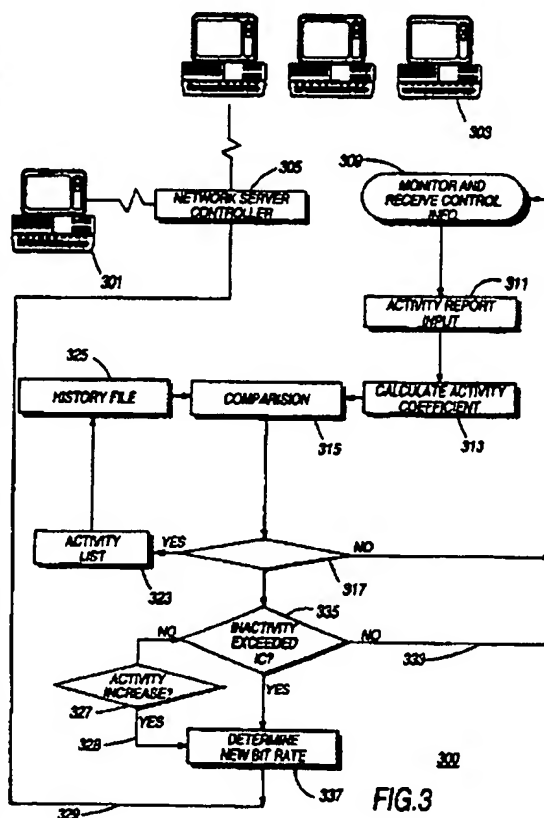 303
305
309
NETWORK SERVER
CONTROLLER
MONITOR AND
RECEIVE CONTROL
INFO
301
311
ACTIVITY REPORT
INPUT
325
HISTORY FILE
COMPARISION
CALCULATE ACTIVITY
COEFFICIENT
315
313
ACTIVITY
LIST
YES
NO
323
317
335
NO
INACTIVITY
EXCEEDED
IC?
NO
333
ACTIVITY
INCREASE?
327
YES
YES
328
DETERMINE
NEW BIT RATE
300
337
329
FIG.3